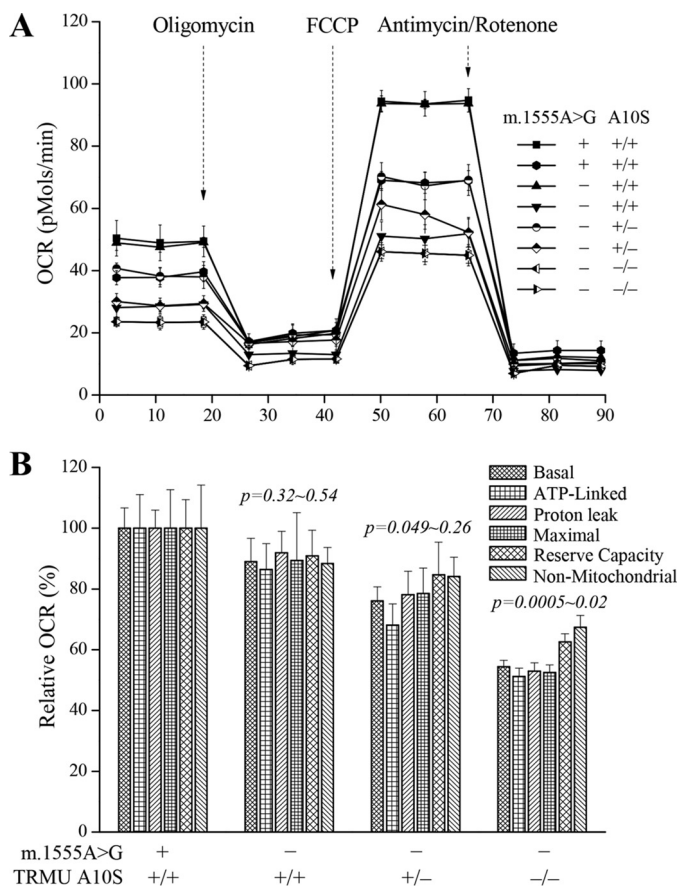 A
Oligomycin FCCP Antimycin/Rotenone
120
100
80
60
40
20
0
OCR (pMols/min)
m.1555A>G A10S
+ +/+
+ +/+
– +/+
– +/+
– +/–
– +/–
– –/–
– –/–
0 10 20 30 40 50 60 70 80 90
B
120
100
80
60
40
20
0
Relative OCR (%)
Basal
ATP-Linked
Proton leak
Maximal
Reserve Capacity
Non-Mitochondrial
p=0.32~0.54
p=0.049~0.26
p=0.0005~0.02
m.1555A>G + – – –
TRMU A10S +/+ +/+ +/– –/–